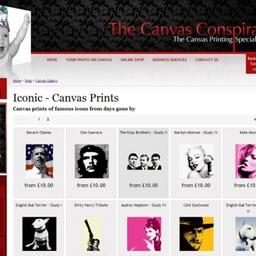 The Canvas Conspira
The Canvas Printing Special
HOME YOUR PHOTO ON CANVAS ONLINE SHOP BUSINESS SERVICES CONTACT US
Home > Shop > Canvas Gallery
Iconic - Canvas Prints
Canvas prints of famous icons from days gone by
1 2
Barack Obama Che Guevara The Kray Brothers - Study III Marilyn Monroe - Study IV Kate Mos
from £10.00 from £10.00 from £10.00 from £10.00 from
English Bull Terrier - Study I Dirty Harry Tribute Audrey Hepburn - Study III Clint Eastwood English Bull Terrier - Study